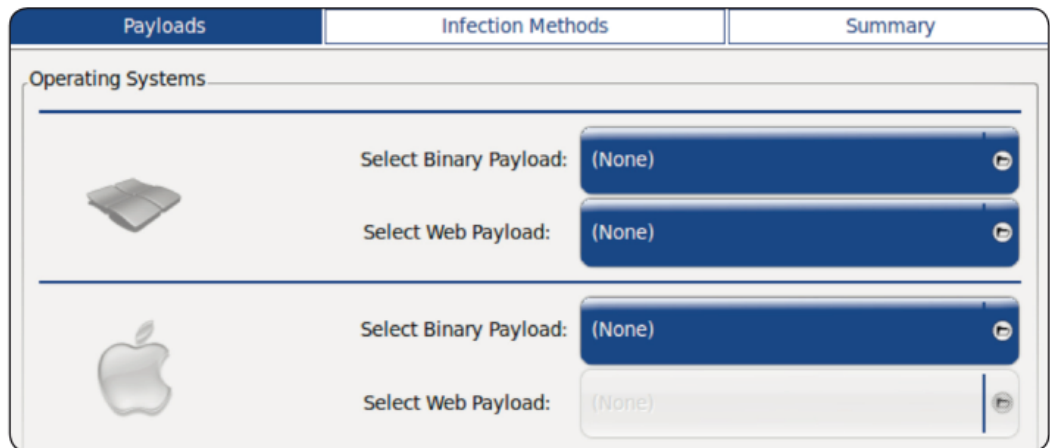 Payloads Infection Methods Summary
Operating Systems
Select Binary Payload: (None)
Select Web Payload: (None)
Select Binary Payload: (None)
Select Web Payload: (None)